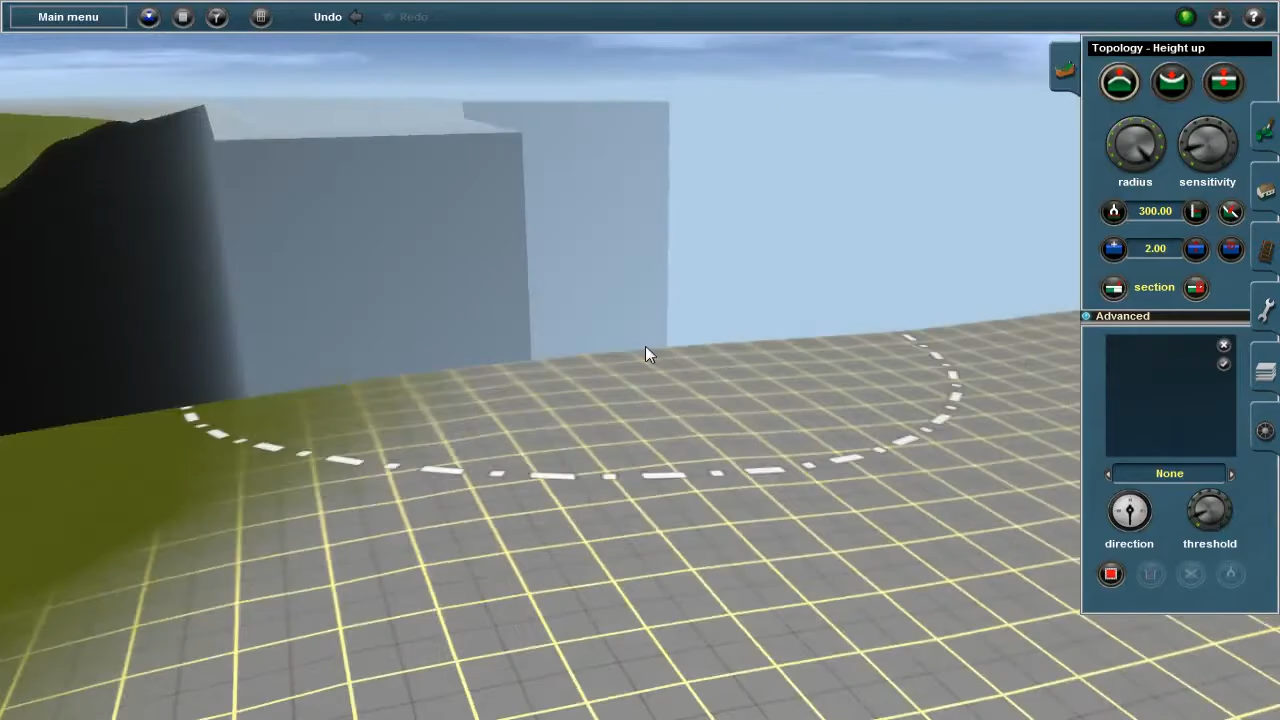 Main menu
Undo
Redo
?
Topology - Height up
radius
sensitivity
300.00
2.00
section
Advanced
None
direction
threshold